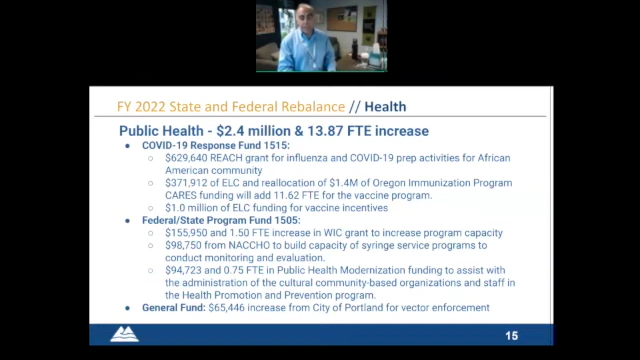 FY 2022 State and Federal Rebalance // Health
Public Health - $2.4 million & 13.87 FTE increase
• COVID-19 Response Fund 1515:
○ $629,640 REACH grant for influenza and COVID-19 prep activities for African
American community
○ $371,912 of ELC and reallocation of $1.4M of Oregon Immunization Program
CARES funding will add 11.62 FTE for the vaccine program.
○ $1.0 million of ELC funding for vaccine incentives
• Federal/State Program Fund 1505:
○ $155,950 and 1.50 FTE increase in WIC grant to increase program capacity
○ $98,750 from NACCHO to build capacity of syringe service programs to
conduct monitoring and evaluation.
○ $94,723 and 0.75 FTE in Public Health Modernization funding to assist with
the administration of the cultural community-based organizations and staff in
the Health Promotion and Prevention program.
• General Fund: $65,446 increase from City of Portland for vector enforcement
15